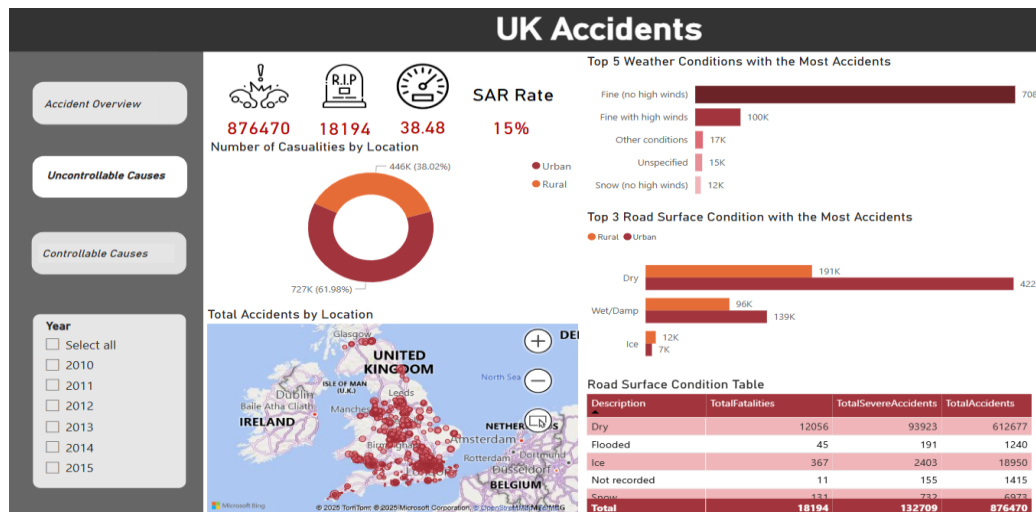 UK Accidents
Accident Overview
Uncontrollable Causes
Controllable Causes
Year
Select all
2010
2011
2012
2013
2014
2015
R.I.P
SAR Rate
876470
18194
38.48
15%
Number of Casualities by Location
446K (38.02%)
727K (61.98%)
Urban
Rural
Total Accidents by Location
Glasgow
UNITED
KINGDOM
North Sea
ISLE OF MAN
(U.K.)
Leeds
Dublin
Baile Átha Cliath
IRELAND
Amsterdam
Rotterdam
Dortmund
Düsseldorf
BELGIUM
Microsoft Bing
© 2025 TomTom, © 2025 Microsoft Corporation,
Top 5 Weather Conditions with the Most Accidents
Fine (no high winds)
708
Fine with high winds
100K
Other conditions
17K
Unspecified
15K
Snow (no high winds)
12K
Top 3 Road Surface Condition with the Most Accidents
Rural Urban
Dry
191K
422
Wet/Damp
96K
139K
Ice
12K
7K
Road Surface Condition Table
Description TotalFatalities TotalSevereAccidents TotalAccidents
Dry 12056 93923 612677
Flooded 45 191 1240
Ice 367 2403 18950
Not recorded 11 155 1415
Snow 131 732 6973
Total 18194 132709 876470